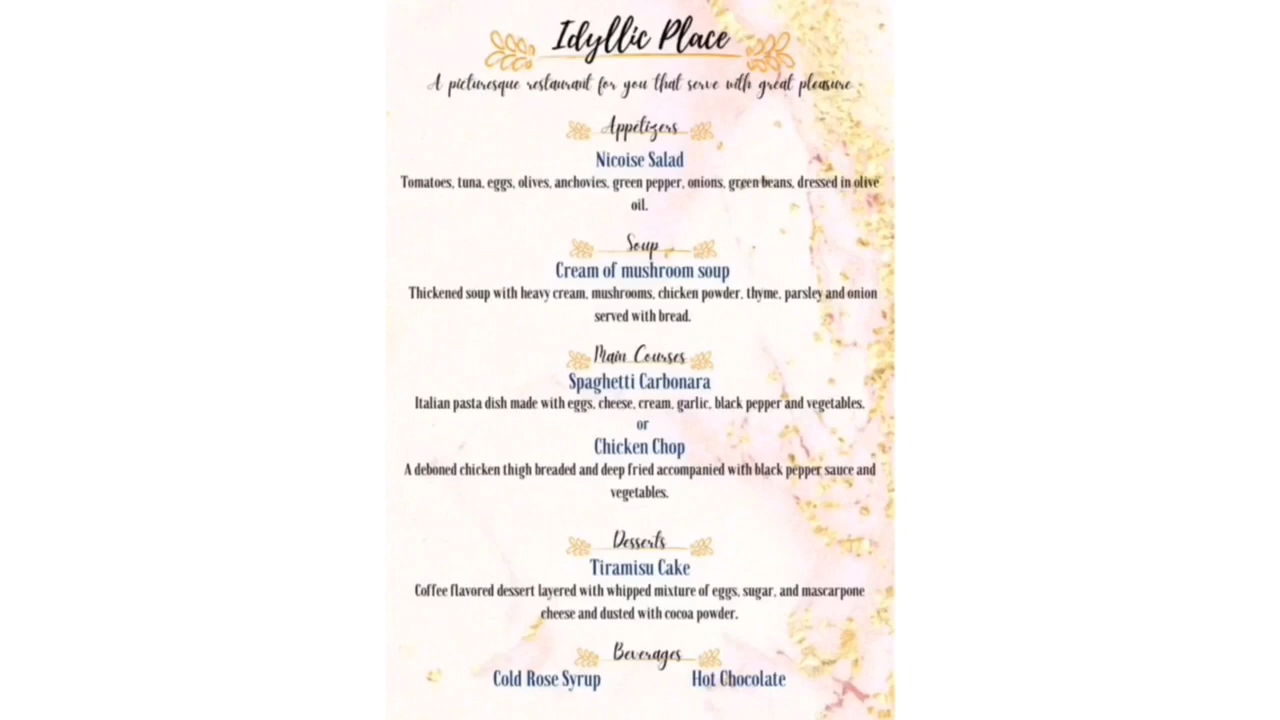 Idyllic Place
A picturesque restaurant for you that serve with great pleasure
Appetizers
Nicoise Salad
Tomatoes, tuna, eggs, olives, anchovies, green pepper, onions, green beans, dressed in olive
oil.
Soup
Cream of mushroom soup
Thickened soup with heavy cream, mushrooms, chicken powder, thyme, parsley and onion
served with bread.
Main Courses
Spaghetti Carbonara
Italian pasta dish made with eggs, cheese, cream, garlic, black pepper and vegetables.
or
Chicken Chop
A deboned chicken thigh breaded and deep fried accompanied with black pepper sauce and
vegetables.
Desserts
Tiramisu Cake
Coffee flavored dessert layered with whipped mixture of eggs, sugar, and mascarpone
cheese and dusted with cocoa powder.
Beverages
Cold Rose Syrup Hot Chocolate